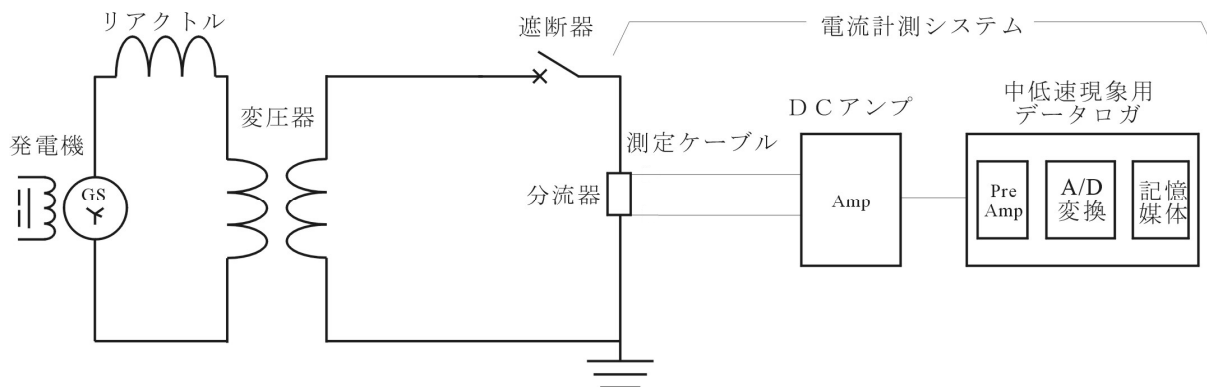 リアクトル
遮断器
電流計測システム
変圧器
ＤＣアンプ
中低速現象用
データロガ
発電機
測定ケーブル
GS
分流器
Amp
Pre
Amp
A/D
変換
記憶
媒体